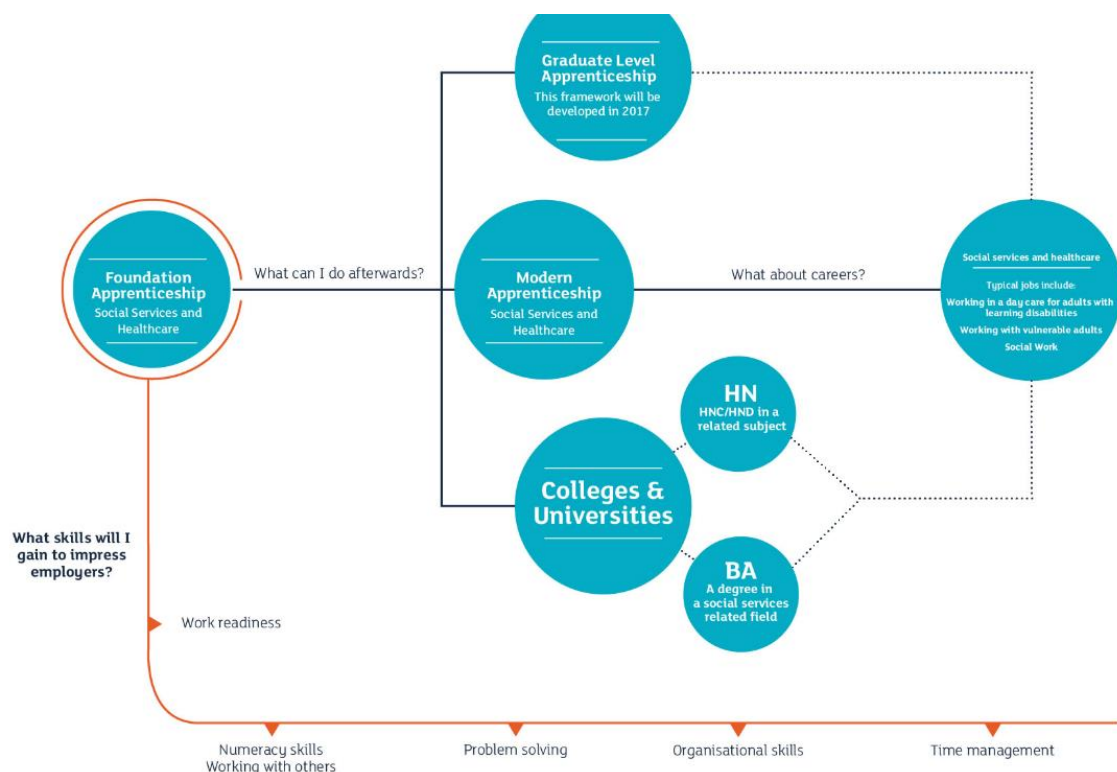 Graduate Level
Apprenticeship
This framework will be
developed in 2017
Foundation
Apprenticeship
Social Services and
Healthcare
What can I do afterwards?
Modern
Apprenticeship
Social Services and
Healthcare
What about careers?
Social services and healthcare
Typical jobs include:
Working in a day care for adults with
learning disabilities
Working with vulnerable adults
Social Work
HN
HNC/HND in a
related subject
Colleges &
Universities
BA
A degree in
a social services
related field
What skills will I
gain to impress
employers?
Work readiness
Numeracy skills
Working with others
Problem solving
Organisational skills
Time management